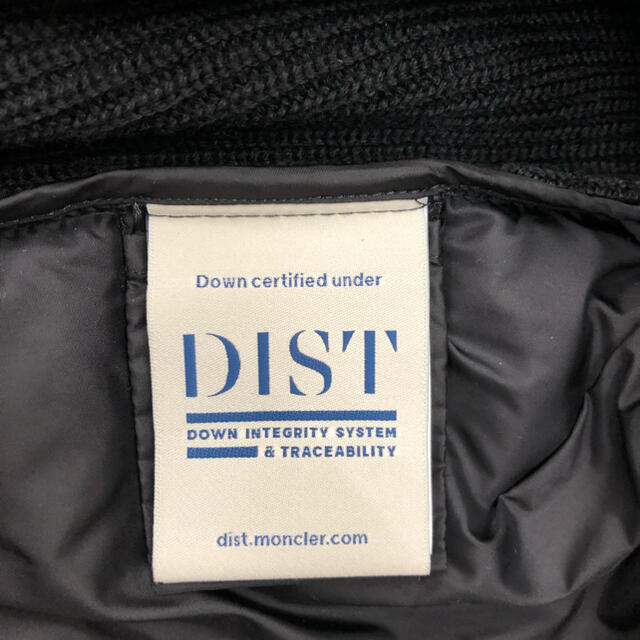 Down certified under
DIST
DOWN INTEGRITY SYSTEM
& TRACEABILITY
dist.moncler.com